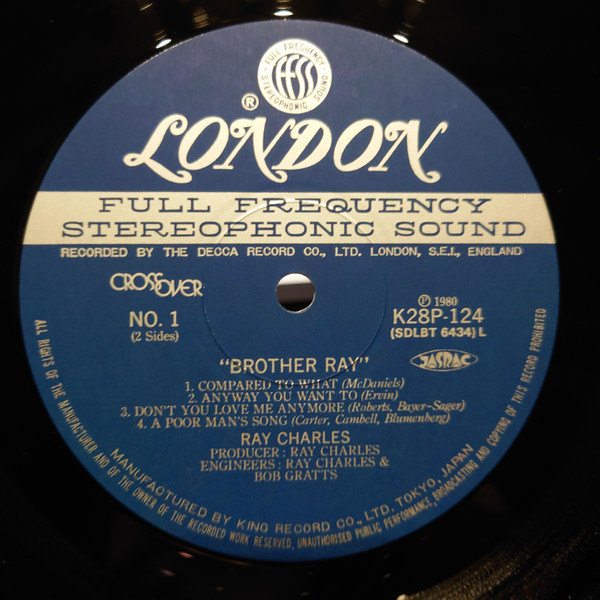 FULL FREQUENCY
FFSS
STEREOPHONIC SOUND
®
LONDON
FULL FREQUENCY
STEREOPHONIC SOUND
RECORDED BY THE DECCA RECORD CO., LTD. LONDON, S.E.I., ENGLAND
CROSSOVER
NO. 1
(2 Sides)
Ⓟ 1980
K28P-124
(SDLBT 6434) L
JASRAC
"BROTHER RAY"
1. COMPARED TO WHAT (McDaniels)
2. ANYWAY YOU WANT TO (Ervin)
3. DON'T YOU LOVE ME ANYMORE (Roberts, Bayer-Sager)
4. A POOR MAN'S SONG (Carter, Cambell, Blumenberg)
RAY CHARLES
PRODUCER: RAY CHARLES
ENGINEERS: RAY CHARLES &
BOB GRATTS
MANUFACTURED BY KING RECORD CO., LTD. TOKYO, JAPAN
ALL RIGHTS OF THE MANUFACTURER AND OF THE OWNER OF THE RECORDED WORK RESERVED, UNAUTHORISED PUBLIC PERFORMANCE, BROADCASTING AND COPYING OF THIS RECORD PROHIBITED